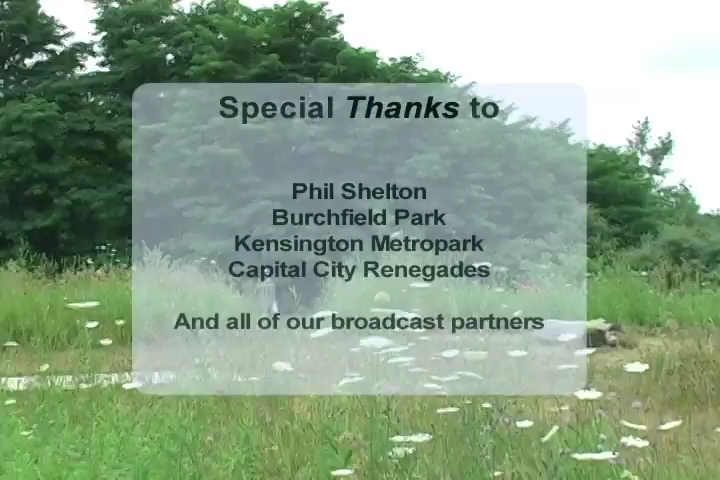 Special Thanks to
Phil Shelton
Burchfield Park
Kensington Metropark
Capital City Renegades
And all of our broadcast partners